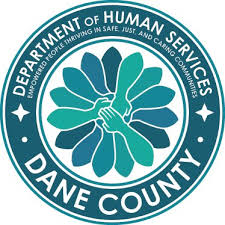 DEPARTMENT OF HUMAN SERVICES
EMPOWERED PEOPLE THRIVING IN SAFE, JUST, AND CARING COMMUNITIES
• DANE COUNTY •